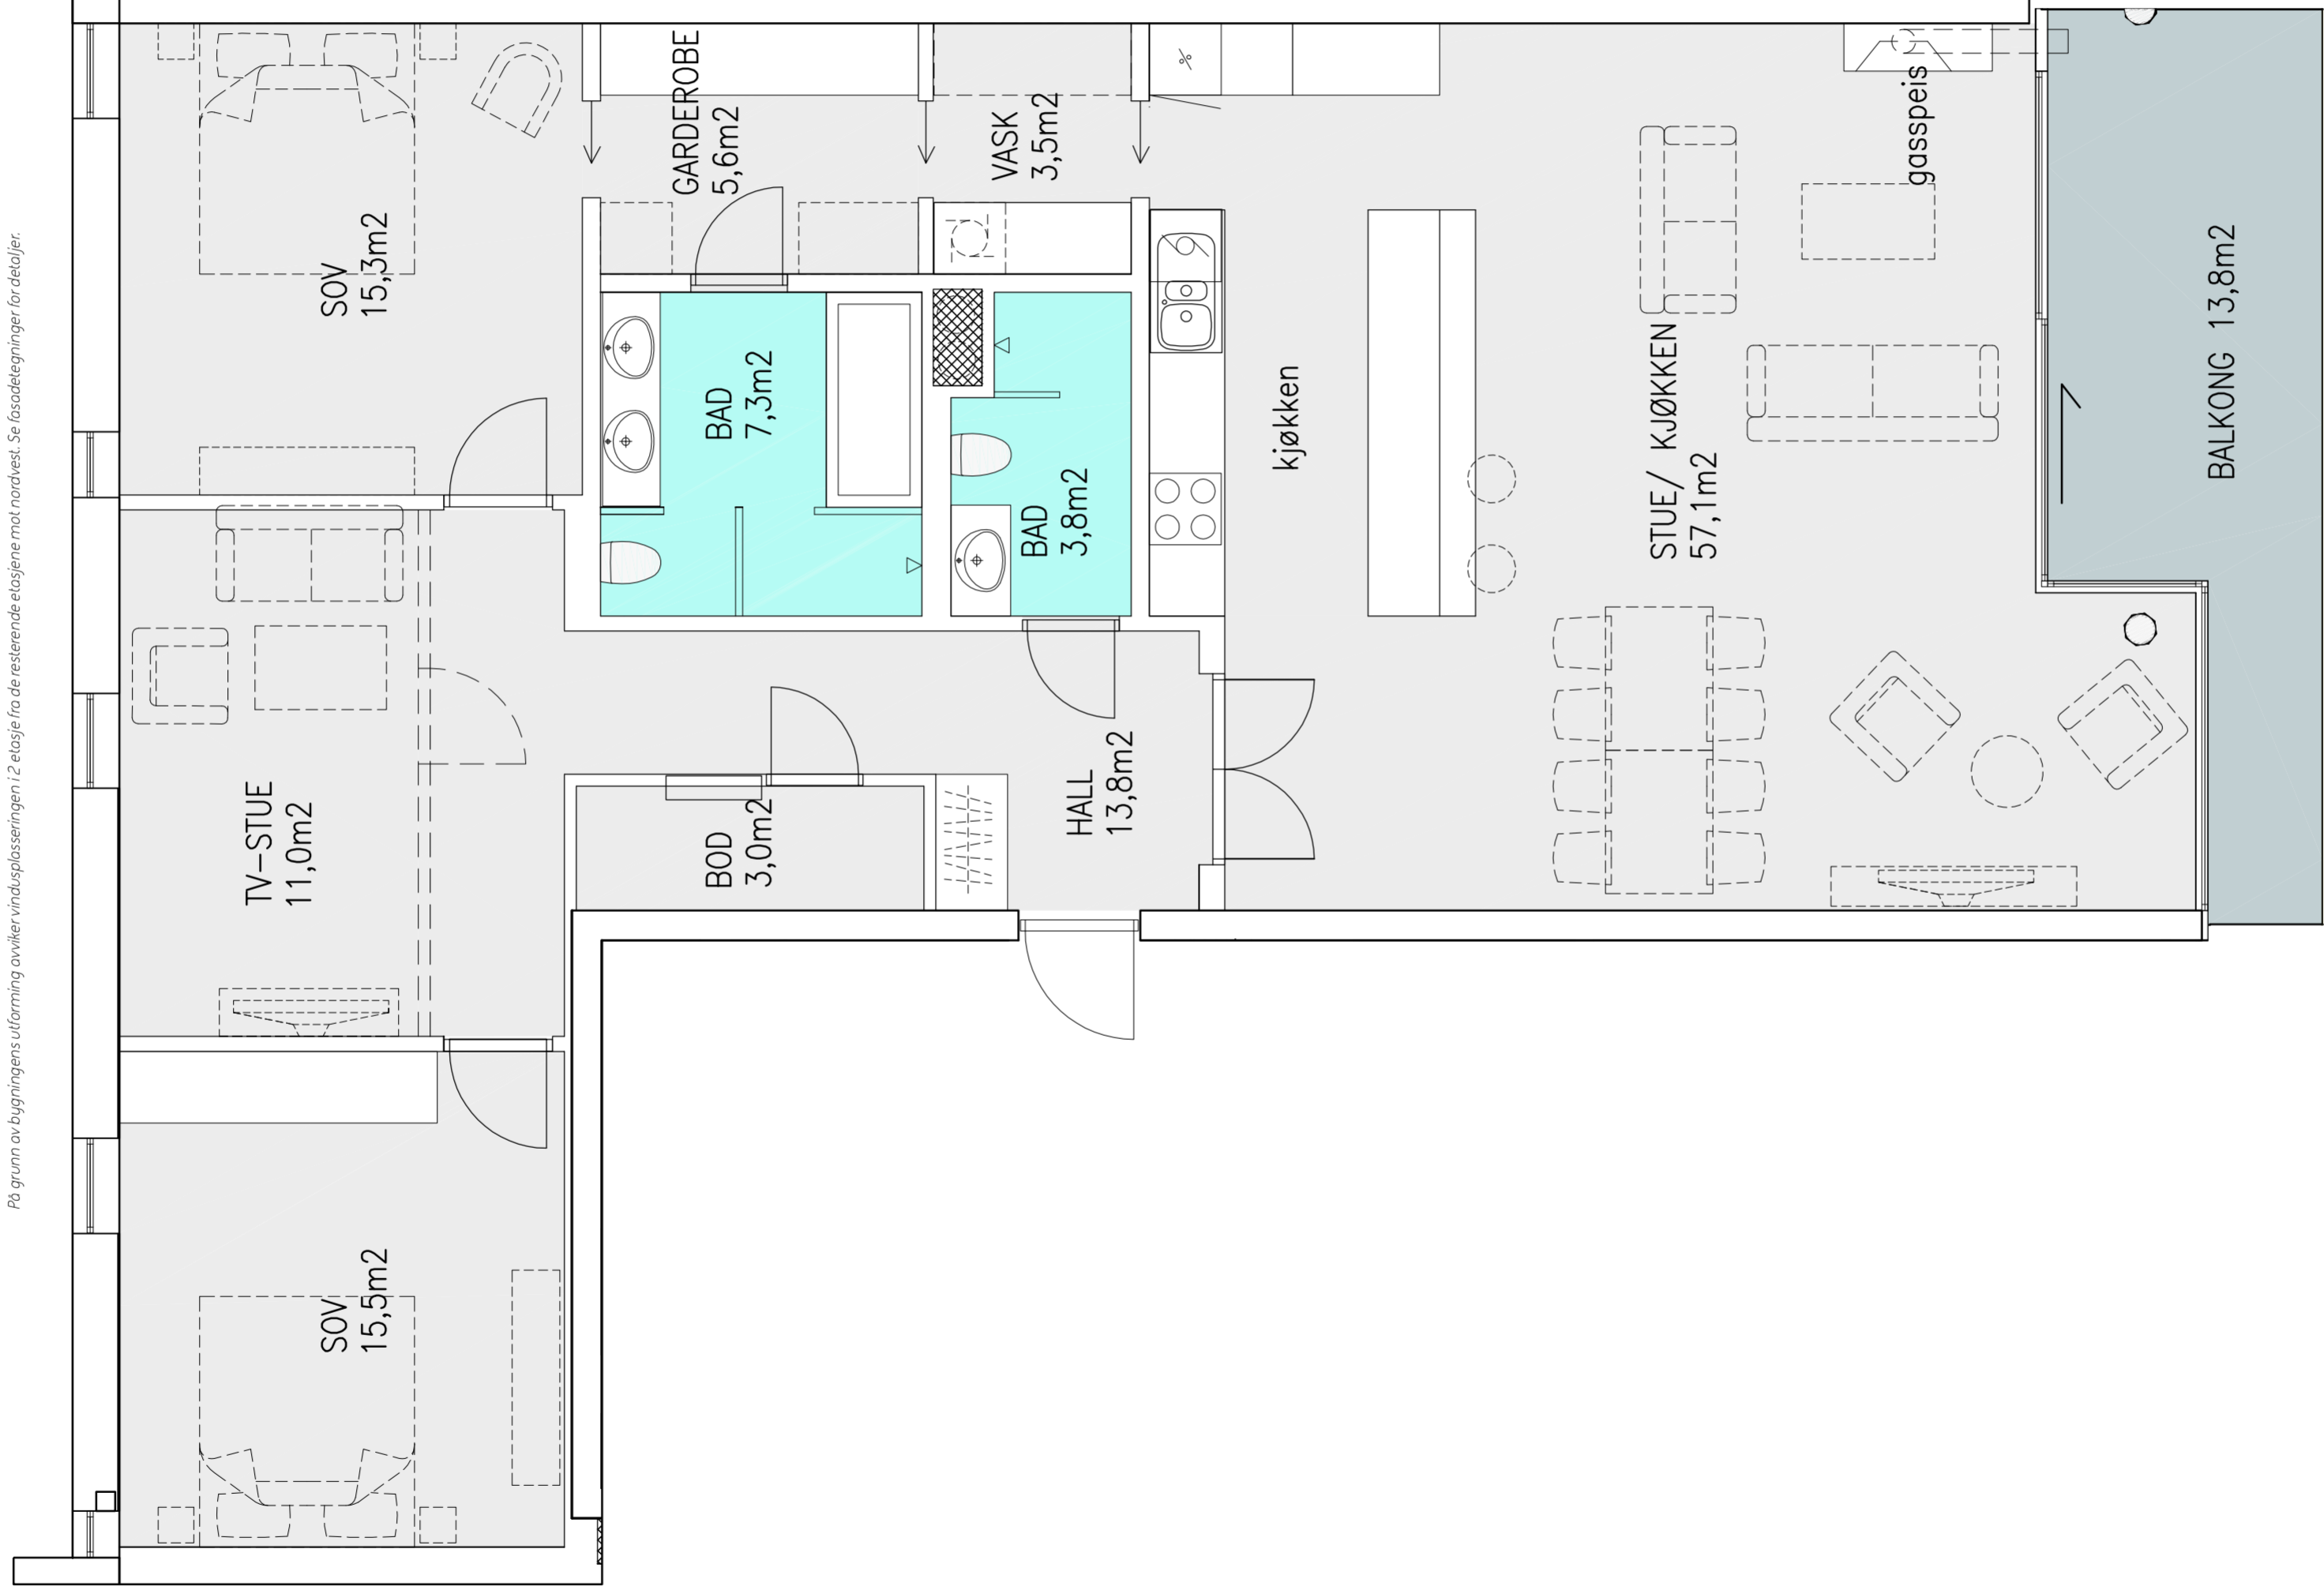 På grunn av bygningens utforming avviker vindusplasseringen i 2 etasje fra de resterende etasjene mot nordvest. Se fasadetegninger for detaljer.
SOV
15,3m2
GARDEROBE
5,6m2
VASK
3,5m2
gasspeis
BALKONG 13,8m2
BAD
7,3m2
BAD
3,8m2
kjøkken
STUE/ KJØKKEN
57,1m2
TV-STUE
11,0m2
BOD
3,0m2
HALL
13,8m2
SOV
15,5m2